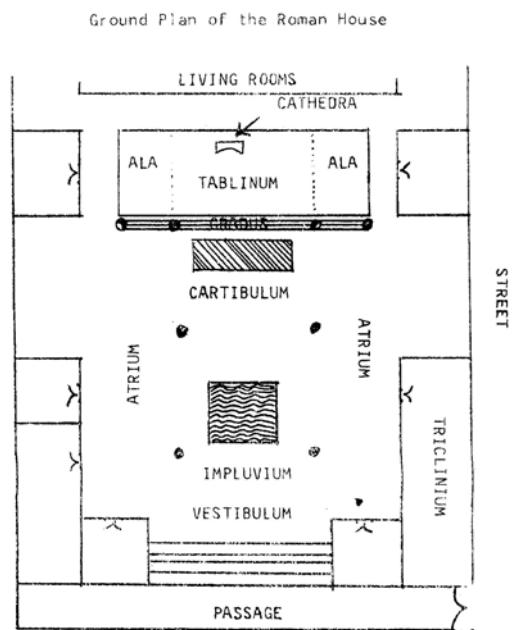 Ground Plan of the Roman House
LIVING ROOMS
CATHEDRA
ALA
ALA
TABLINUM
GRADUS
CARTIBULUM
STREET
ATRIUM
ATRIUM
TRICLINIUM
IMPLUVIUM
VESTIBULUM
PASSAGE